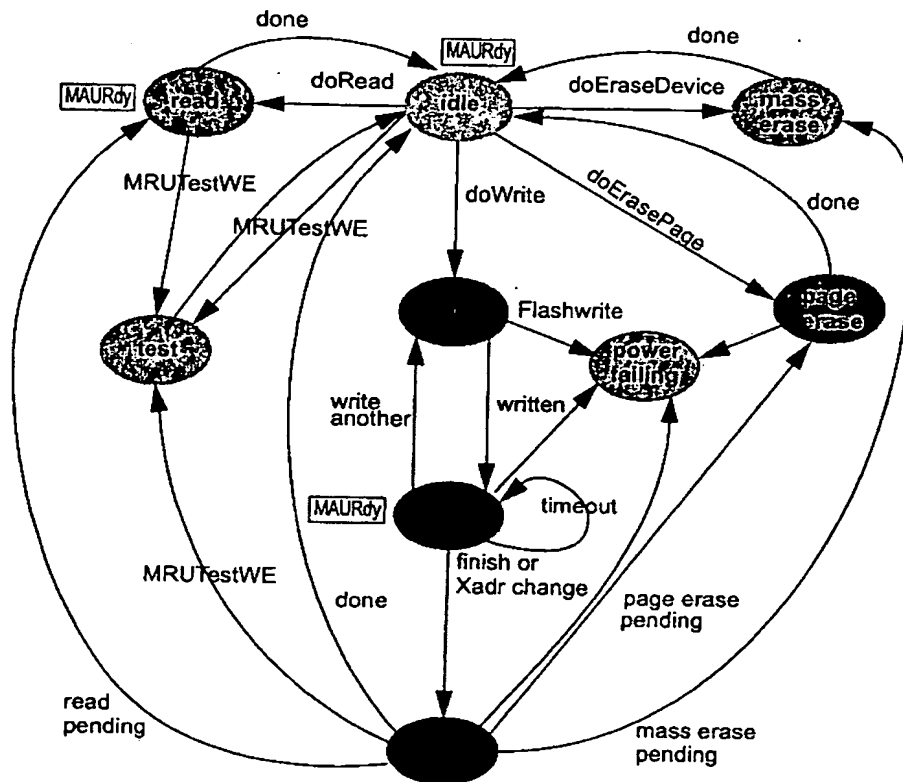 done
MAURdy
done
MAURdy
read
doRead
idle
doEraseDevice
mass
erase
MRUTestWE
MRUTestWE
doWrite
doErasePage
done
page
erase
Flashwrite
test
power
failing
write
another
written
MAURdy
timeout
finish or
Xadr change
MRUTestWE
done
page erase
pending
read
pending
mass erase
pending